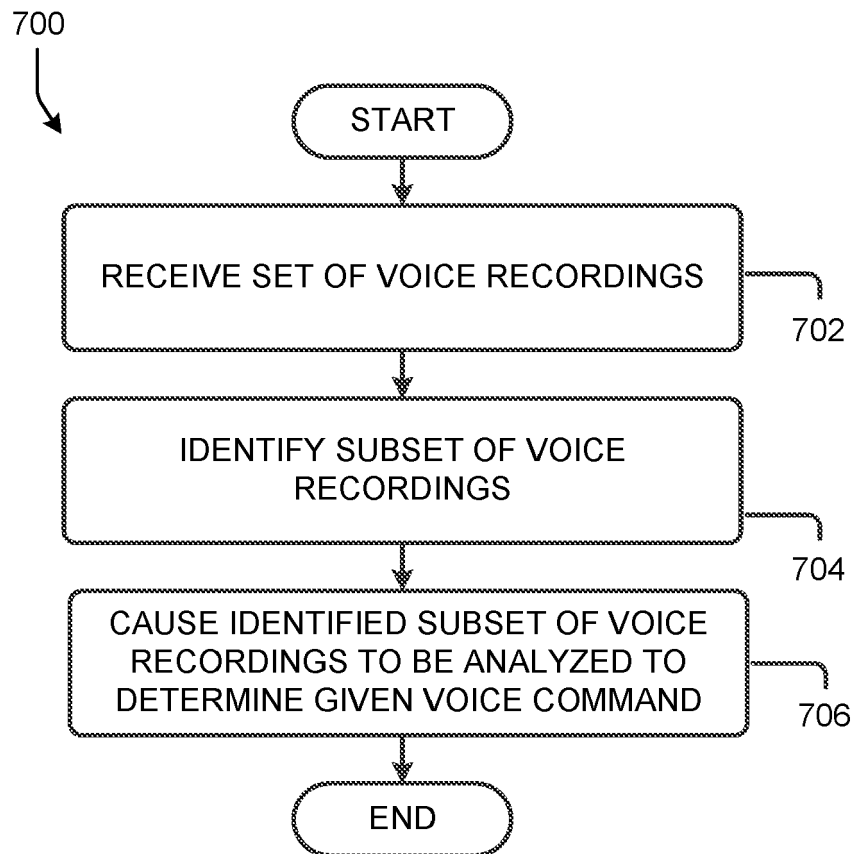 700
START
RECEIVE SET OF VOICE RECORDINGS
702
IDENTIFY SUBSET OF VOICE
RECORDINGS
704
CAUSE IDENTIFIED SUBSET OF VOICE
RECORDINGS TO BE ANALYZED TO
DETERMINE GIVEN VOICE COMMAND
706
END